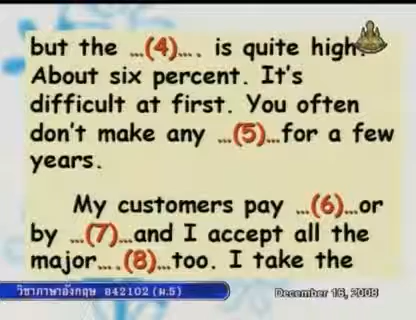 but the ...(4).... is quite high.
About six percent. It's
difficult at first. You often
don't make any ...(5)...for a few
years.
My customers pay ...(6)...or
by ...(7)...and I accept all the
major... .(8)...too. I take the
วิชาภาษาอังกฤษ อ42102 (ม.5)
December 16, 2008